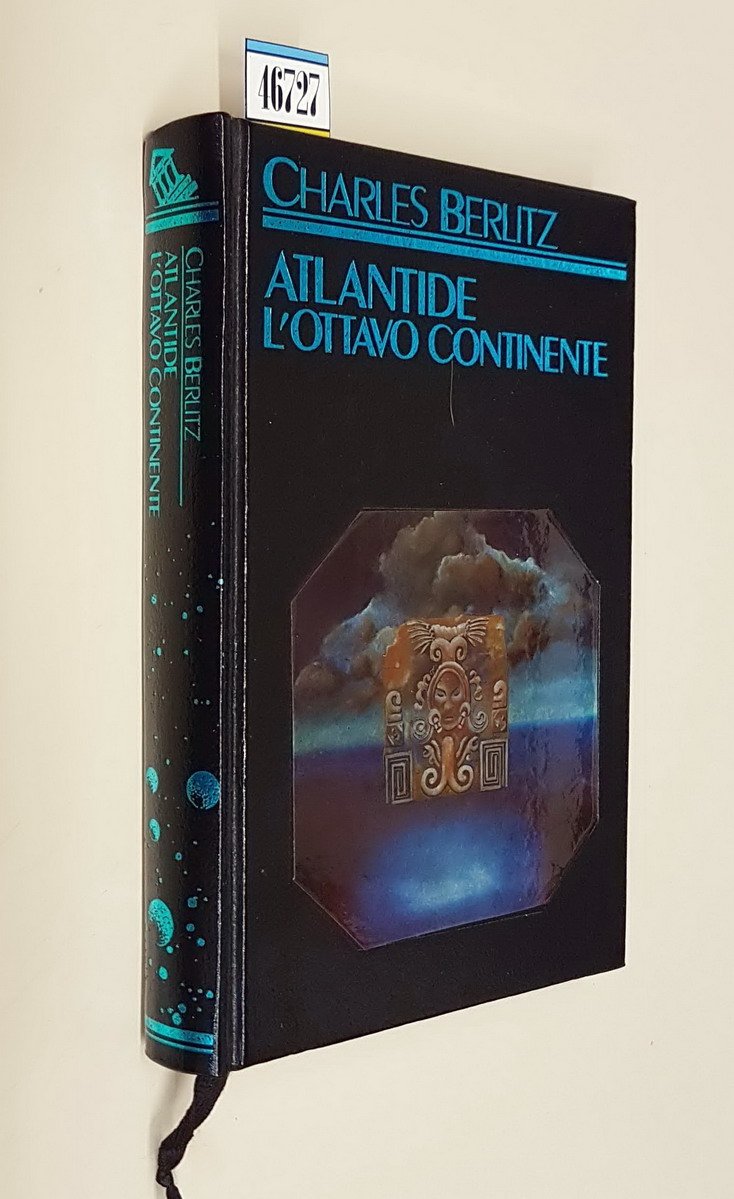 46727
CHARLES BERLITZ
ATLANTIDE
L'OTTAVO CONTINENTE
CHARLES BERLITZ
ATLANTIDE
L'OTTAVO CONTINENTE